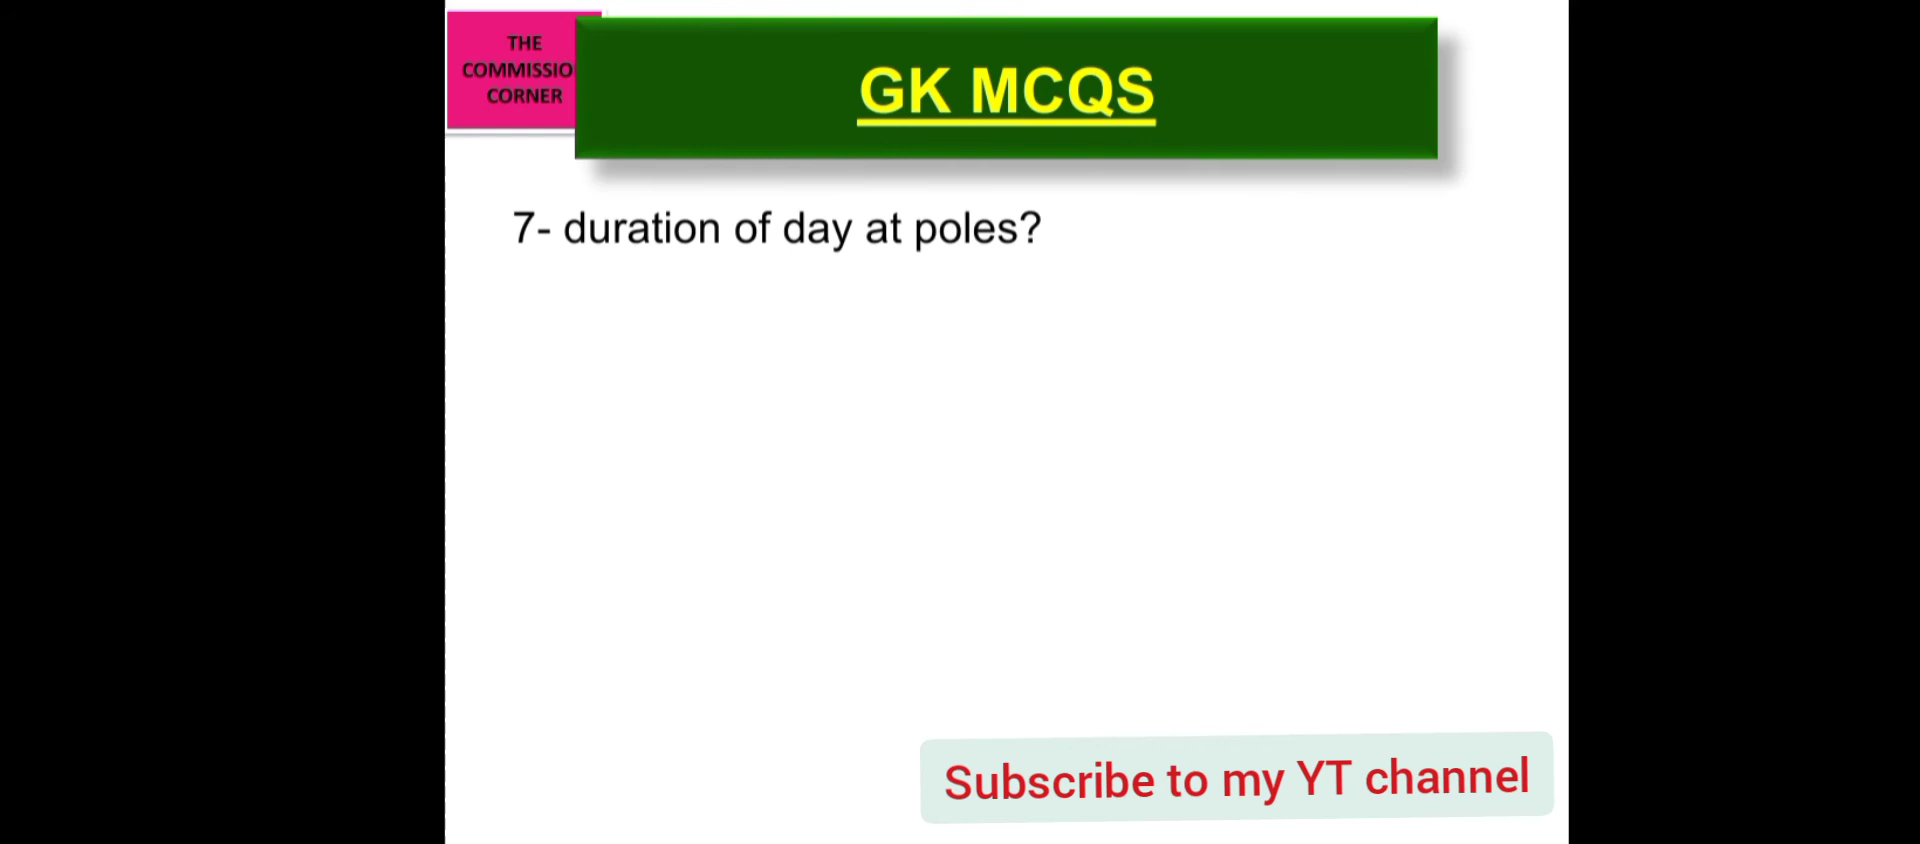 THE
COMMISSIO
CORNER
GK MCQS
7- duration of day at poles?
Subscribe to my YT channel